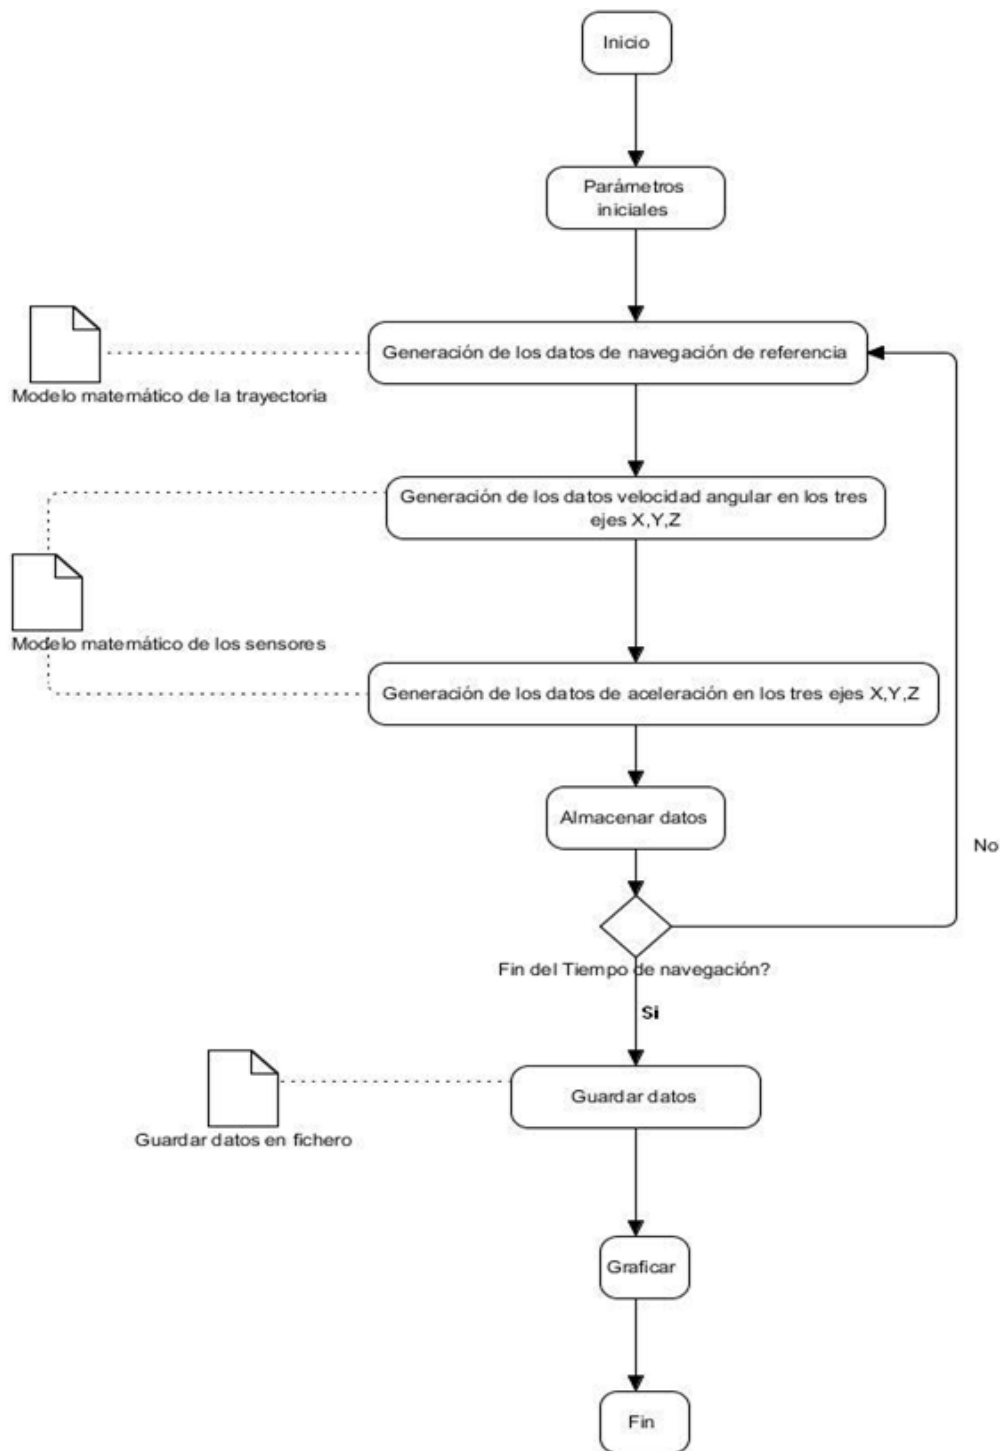 Inicio
Parámetros
iniciales
Generación de los datos de navegación de referencia
Modelo matemático de la trayectoria
Generación de los datos velocidad angular en los tres
ejes X,Y,Z
Modelo matemático de los sensores
Generación de los datos de aceleración en los tres ejes X,Y,Z
Almacenar datos
No
Fin del Tiempo de navegación?
Si
Guardar datos
Guardar datos en fichero
Graficar
Fin